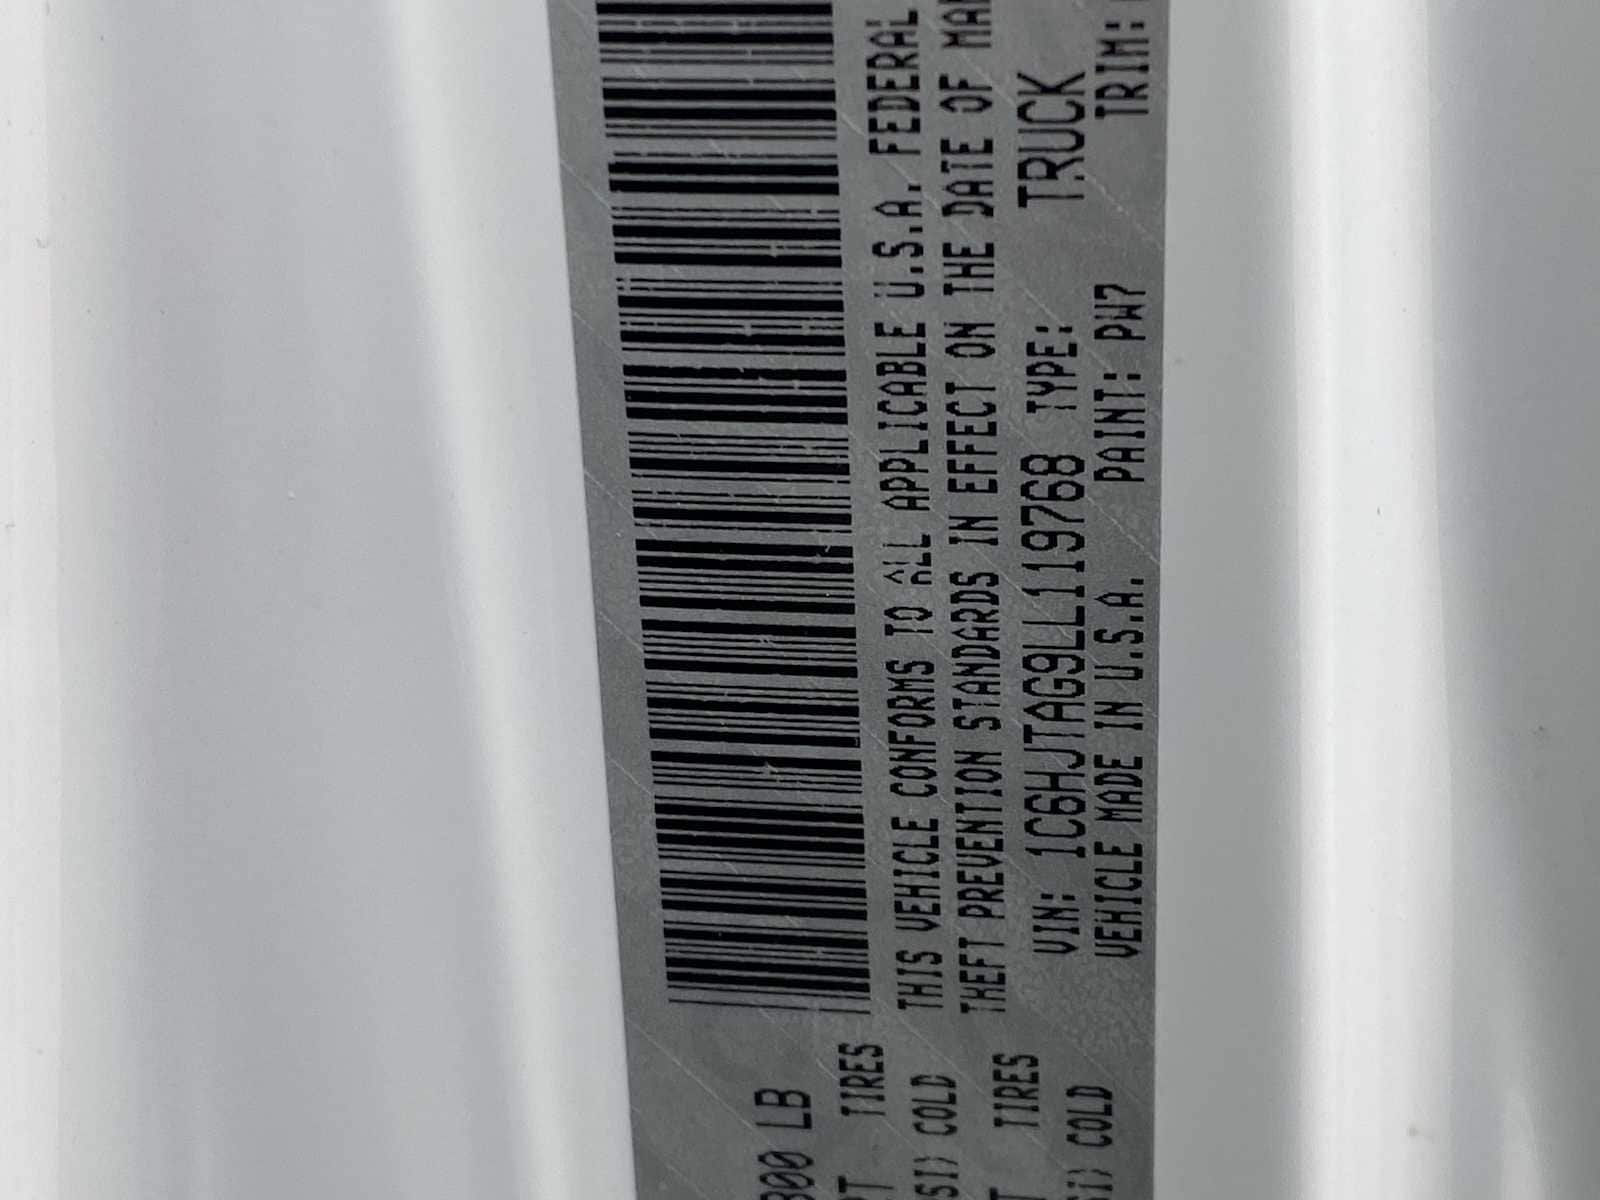 THIS VEHICLE CONFORMS TO ALL APPLICABLE U.S.A. FEDERAL
THEFT PREVENTION STANDARDS IN EFFECT ON THE DATE OF
VIN: 1C6HJTAG9LL119768 TYPE: TRUCK
VEHICLE MADE IN U.S.A. PAINT: PW7 TRIM:
LB
TIRES
COLD
TIRES
COLD